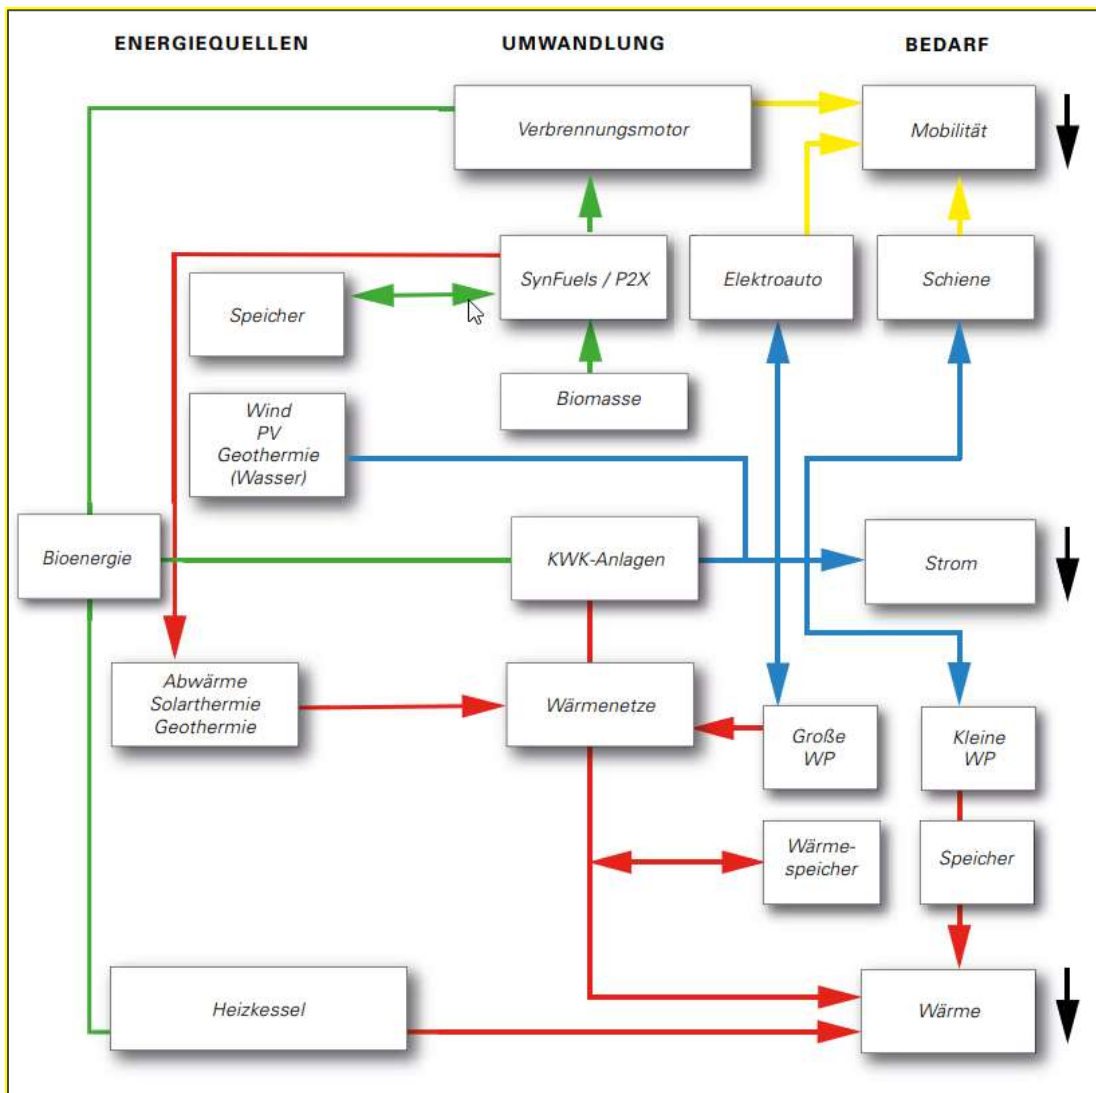 ENERGIEQUELLEN
UMWANDLUNG
BEDARF
Verbrennungsmotor
Mobilität
SynFuels / P2X
Elektroauto
Schiene
Speicher
Biomasse
Wind
PV
Geothermie
(Wasser)
Bioenergie
KWK-Anlagen
Strom
Abwärme
Solarthermie
Geothermie
Wärmenetze
Große
WP
Kleine
WP
Wärme-
speicher
Speicher
Heizkessel
Wärme